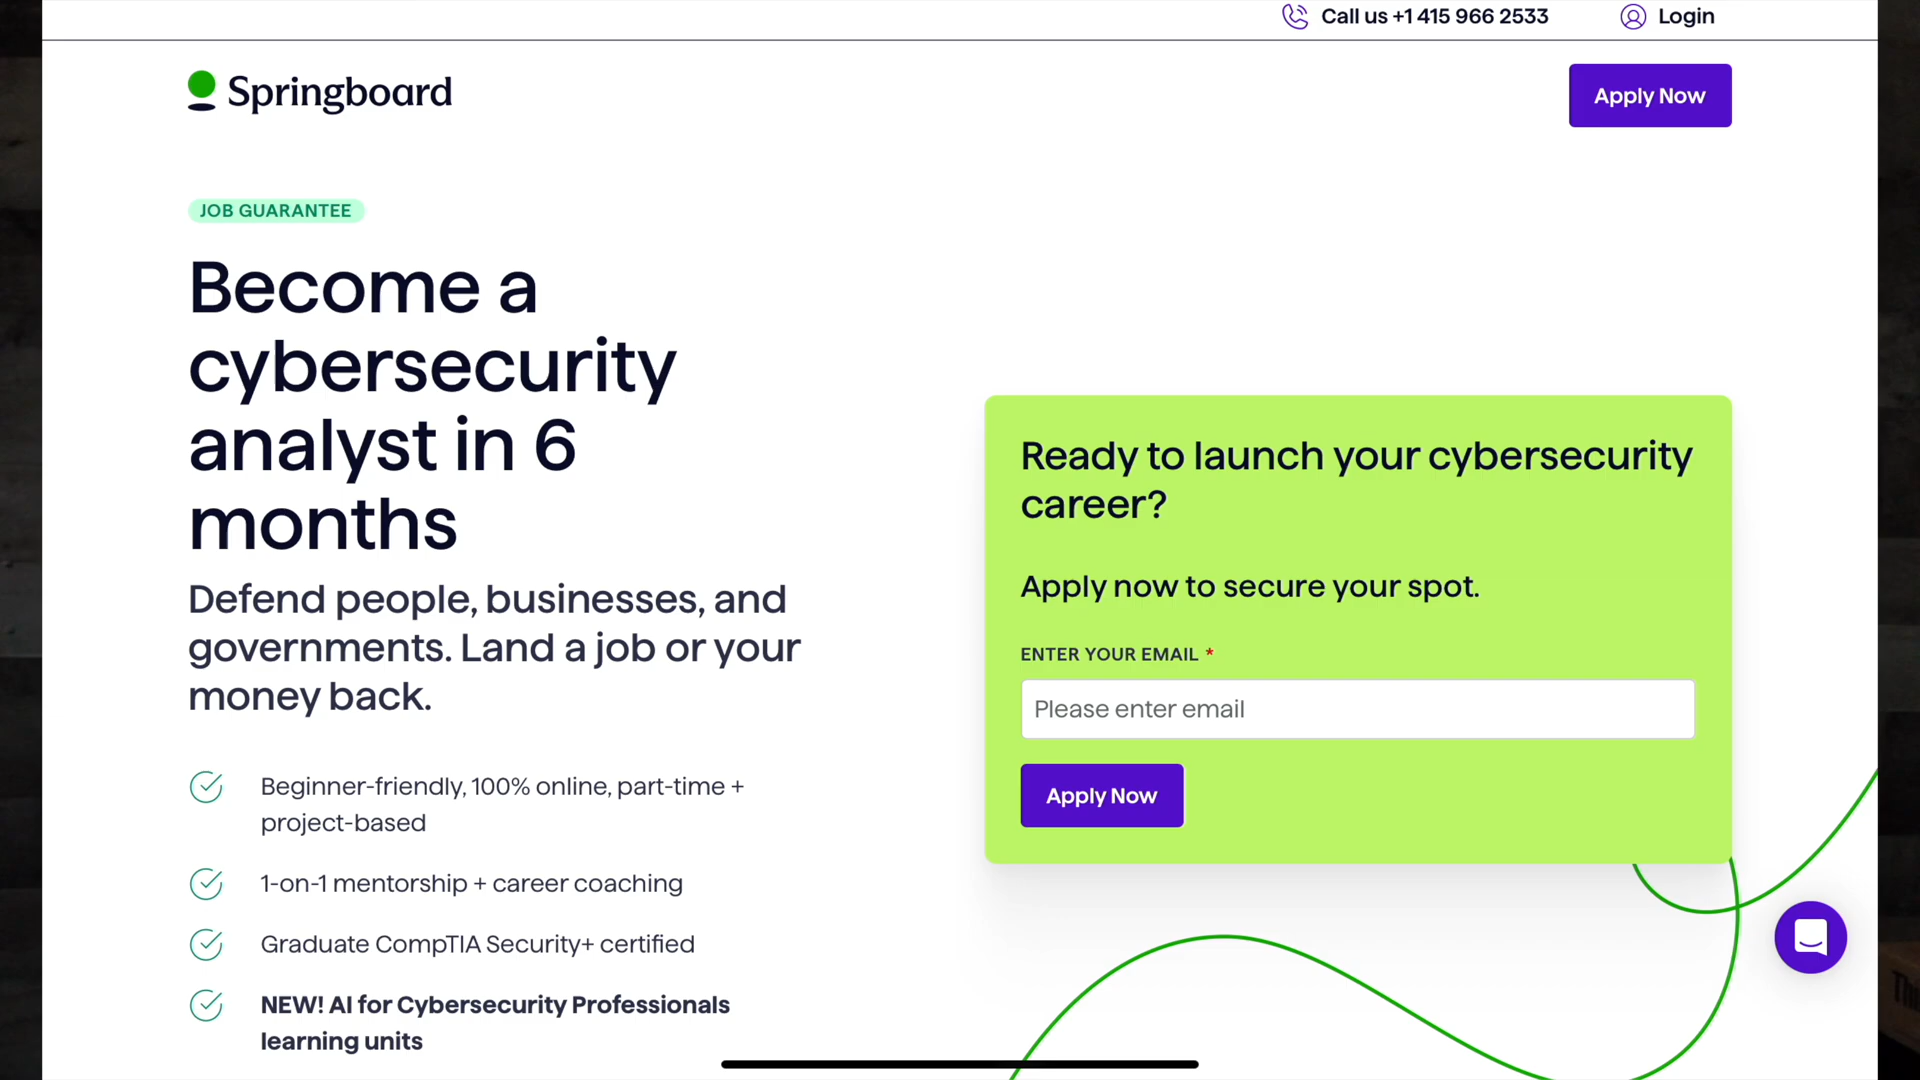 Call us +1 415 966 2533
Login
Springboard
Apply Now
JOB GUARANTEE
Become a
cybersecurity
analyst in 6
months
Defend people, businesses, and
governments. Land a job or your
money back.
Beginner-friendly, 100% online, part-time +
project-based
1-on-1 mentorship + career coaching
Graduate CompTIA Security+ certified
NEW! AI for Cybersecurity Professionals
learning units
Ready to launch your cybersecurity
career?
Apply now to secure your spot.
ENTER YOUR EMAIL *
Please enter email
Apply Now